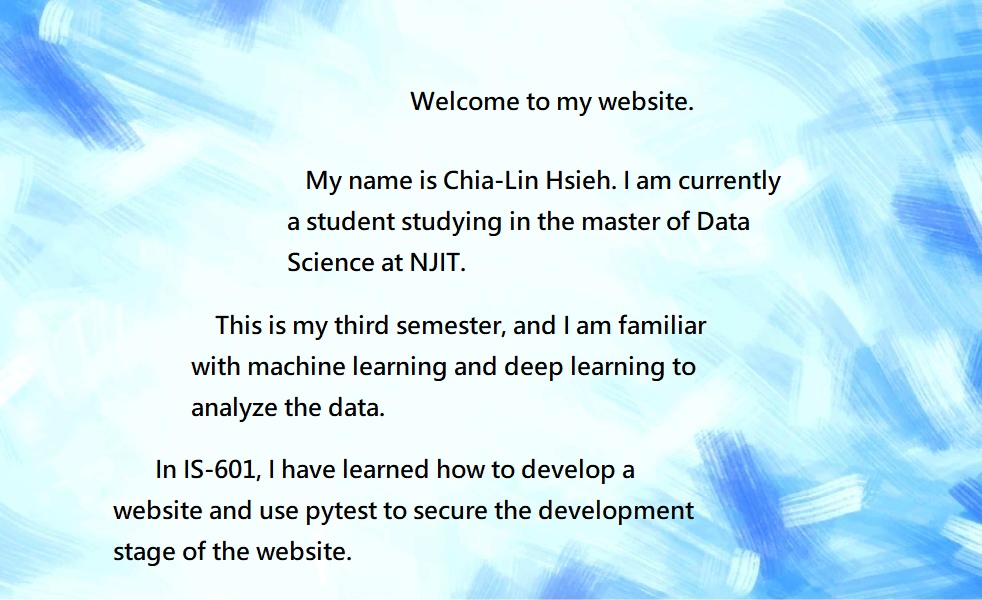 Welcome to my website.
My name is Chia-Lin Hsieh. I am currently
a student studying in the master of Data
Science at NJIT.
This is my third semester, and I am familiar
with machine learning and deep learning to
analyze the data.
In IS-601, I have learned how to develop a
website and use pytest to secure the development
stage of the website.